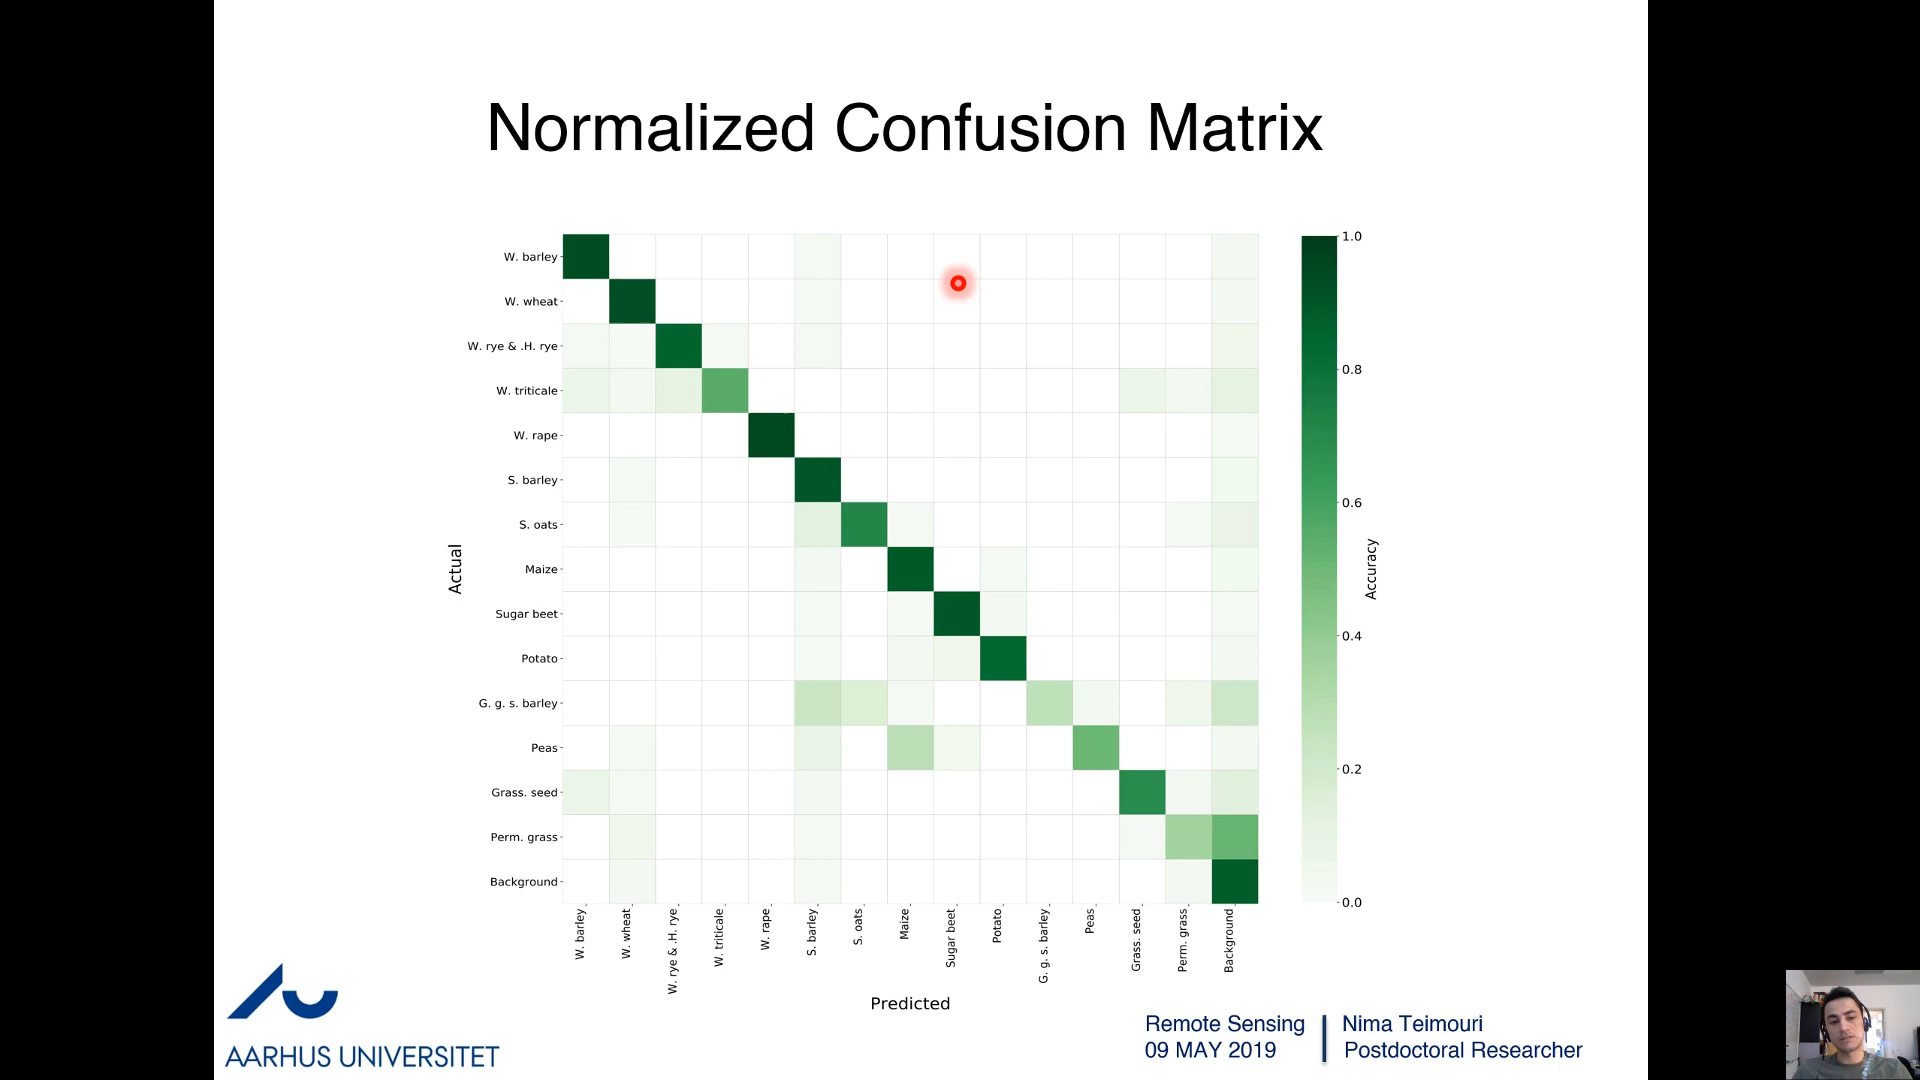 Normalized Confusion Matrix
W. barley
W. wheat
W. rye & .H. rye
W. triticale
W. rape
S. barley
S. oats
Maize
Sugar beet
Potato
G. g. s. barley
Peas
Grass. seed
Perm. grass
Background
Actual
W. barley
W. wheat
W. rye & .H. rye
W. triticale
W. rape
S. barley
S. oats
Maize
Sugar beet
Potato
G. g. s. barley
Peas
Grass. seed
Perm. grass
Background
Predicted
1.0
0.8
0.6
0.4
0.2
0.0
Accuracy
AARHUS UNIVERSITET
Remote Sensing
09 MAY 2019
Nima Teimouri
Postdoctoral Researcher